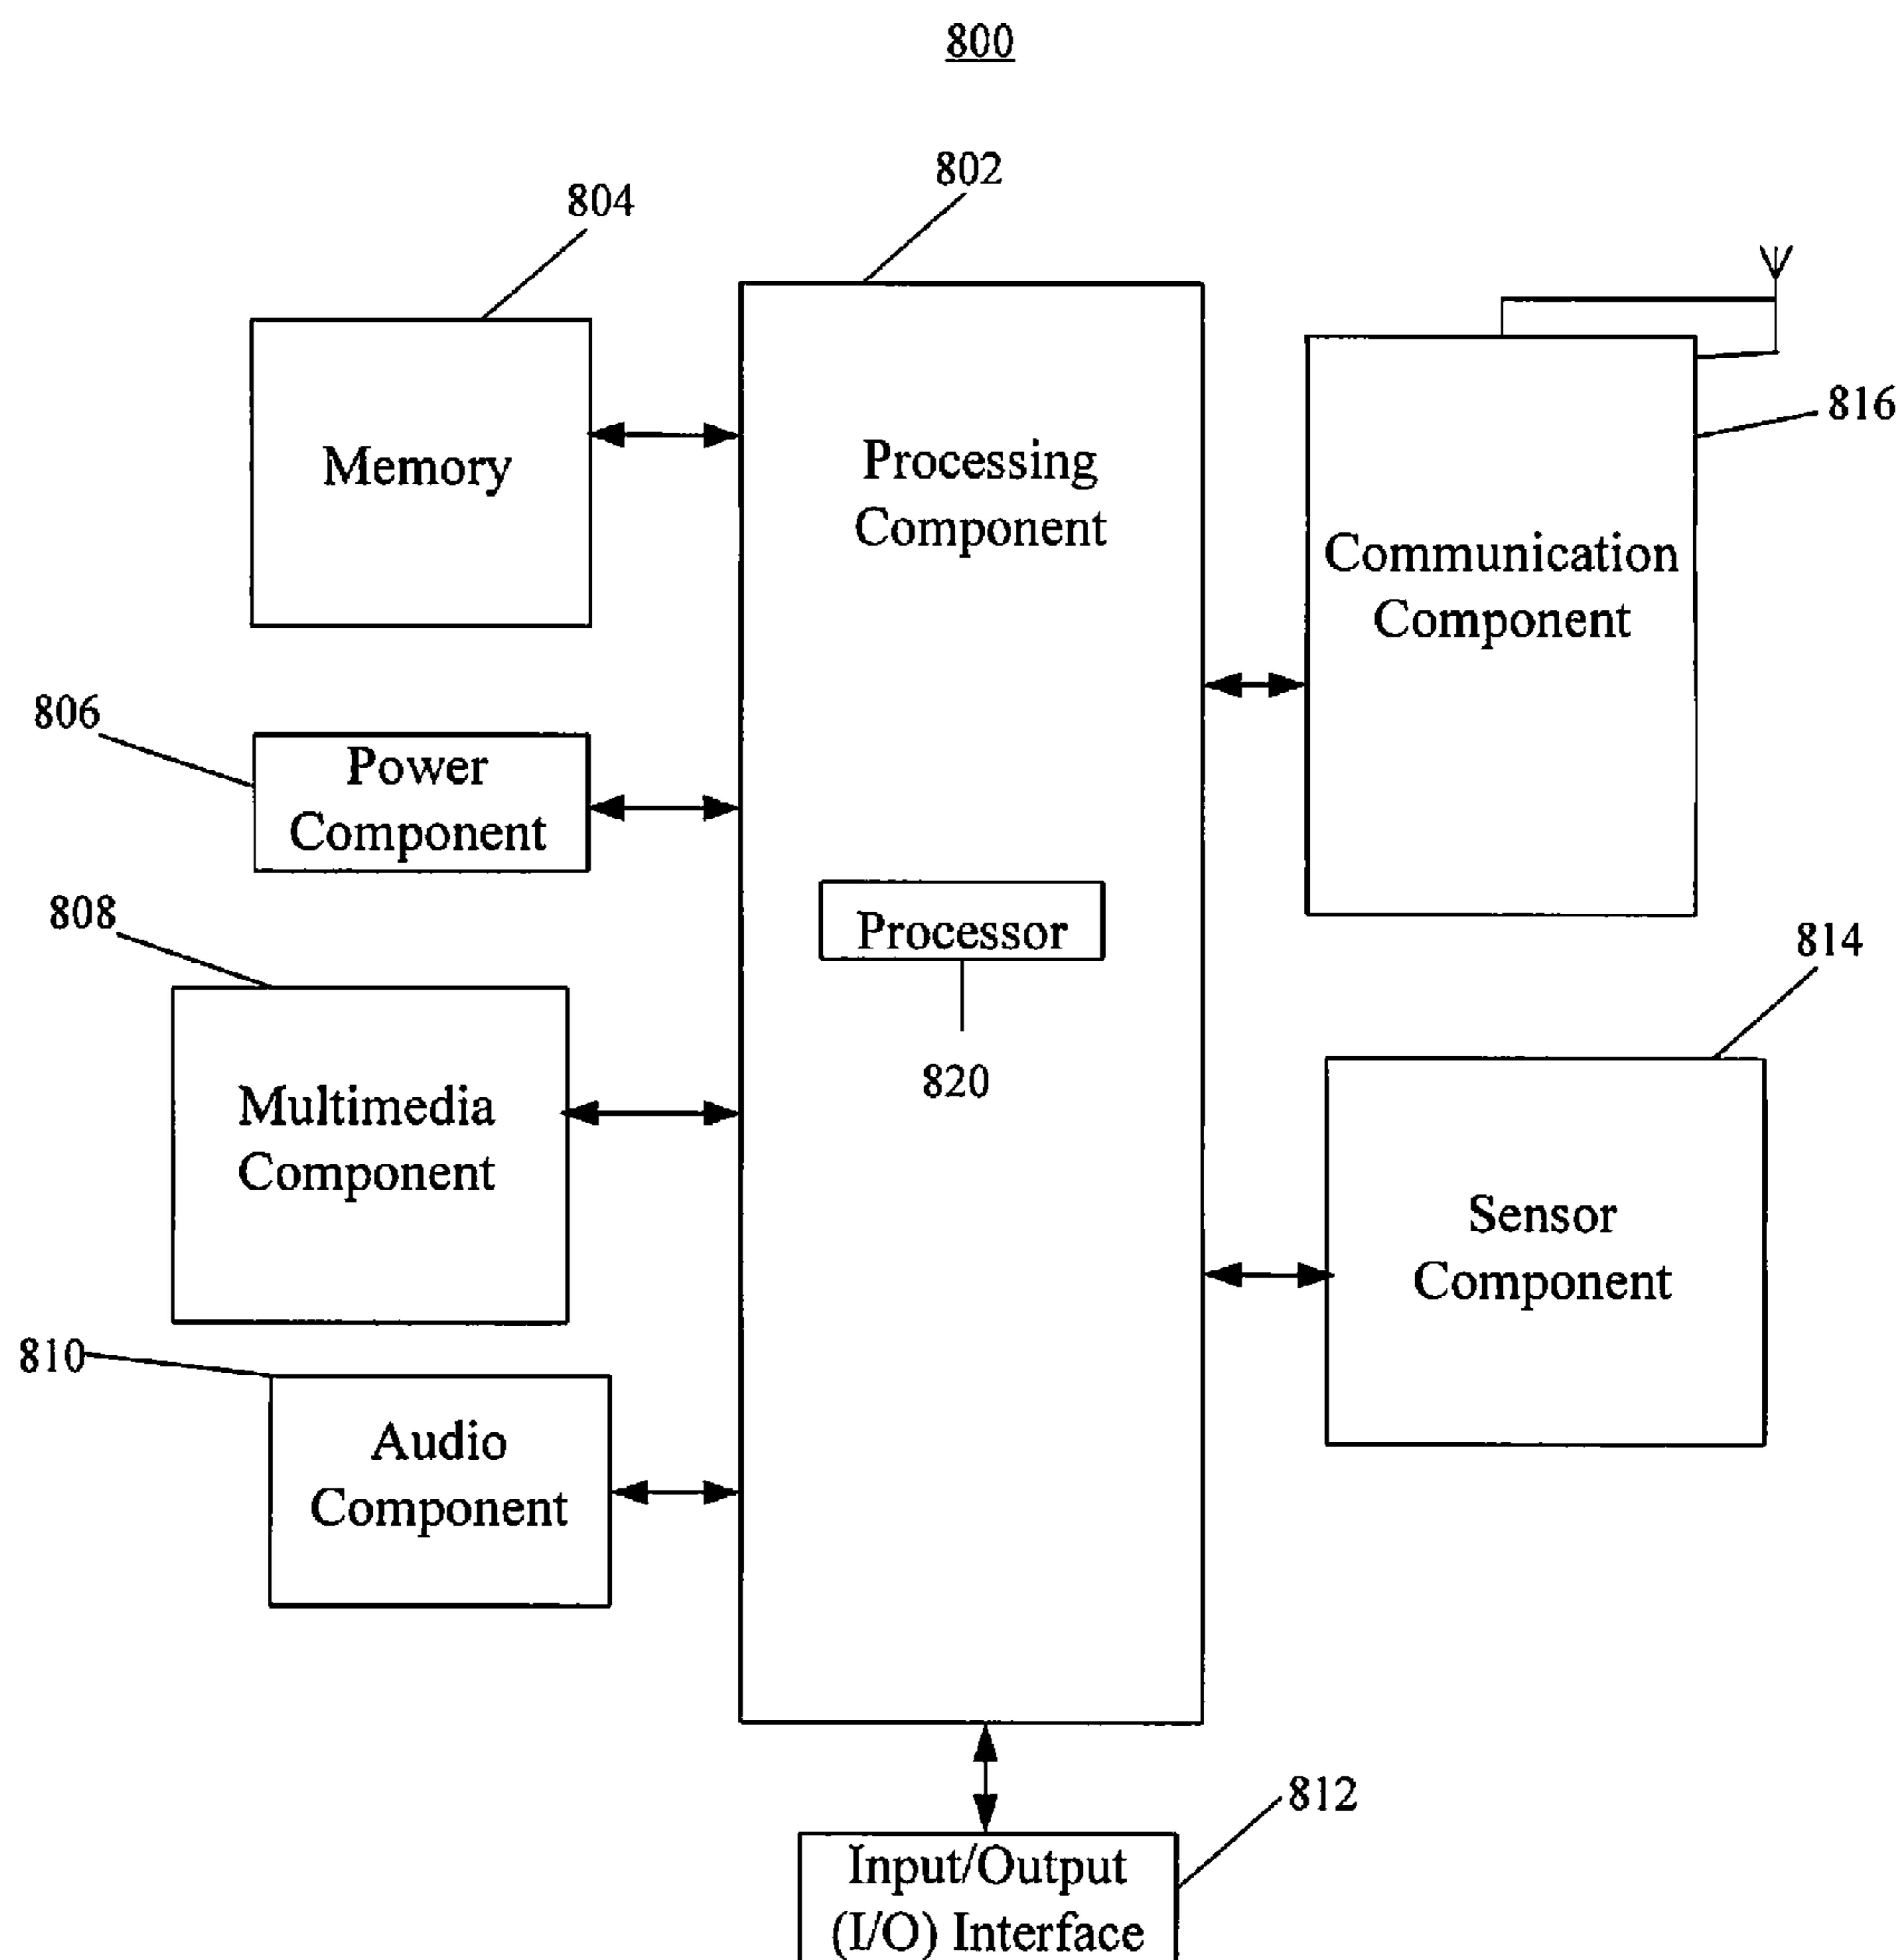 800
802
804
Memory
Processing
Component
816
Communication
Component
806
Power
Component
808
Processor
820
814
Multimedia
Component
Sensor
Component
810
Audio
Component
812
Input/Output
(I/O) Interface